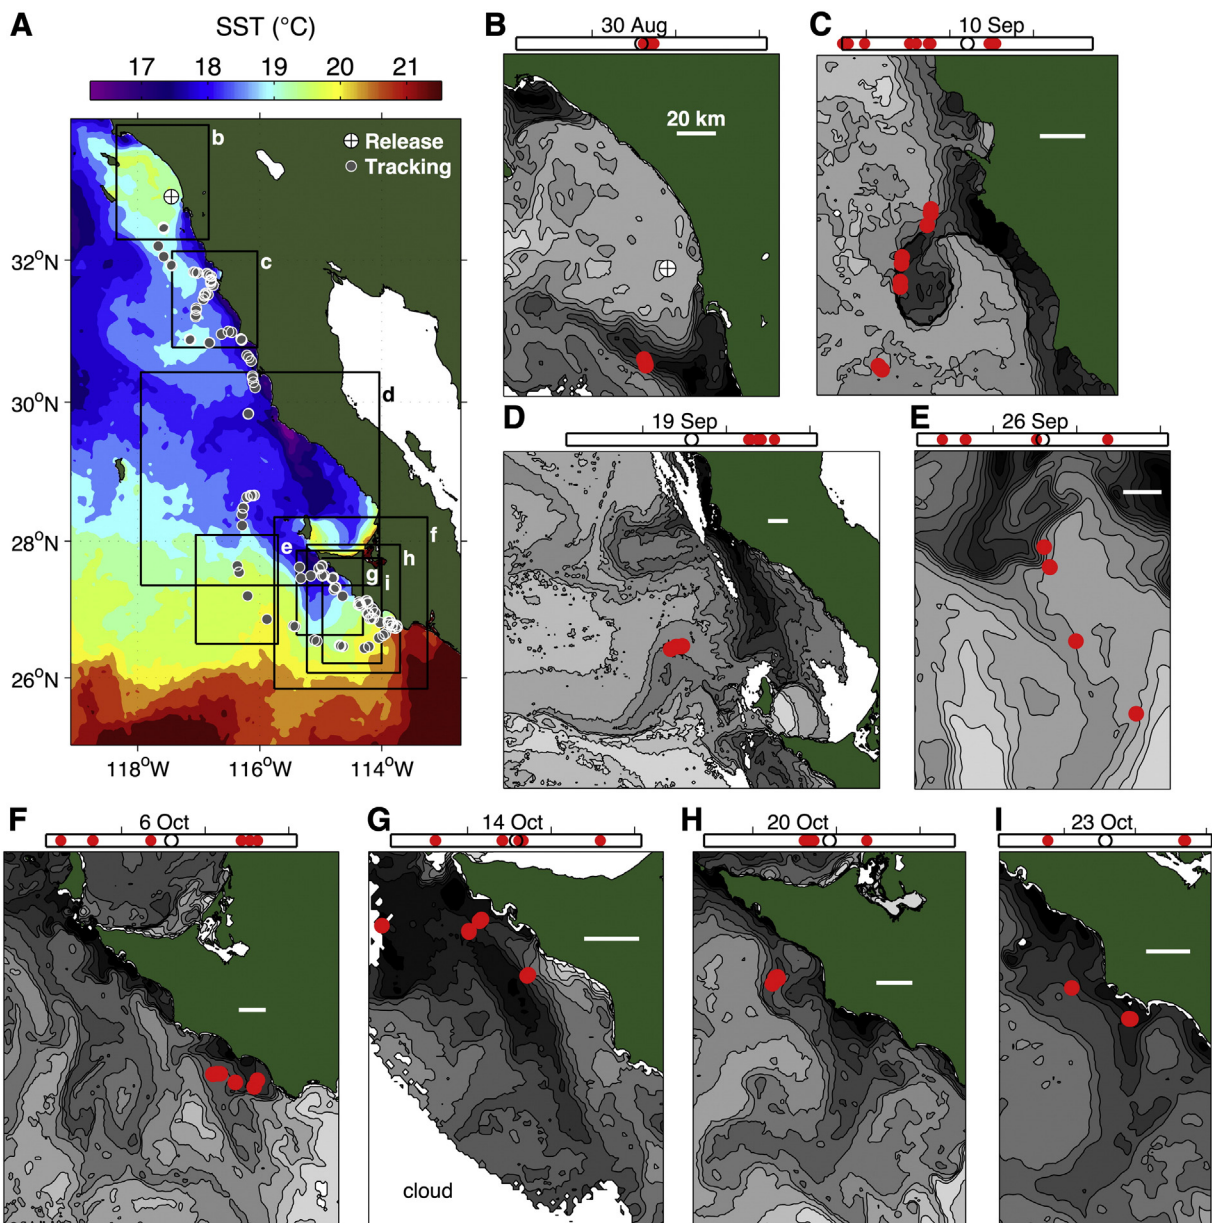 A
SST (°C)
17 18 19 20 21
Release
Tracking
b
c
d
e
f
g
h
i
32°N
30°N
28°N
26°N
118°W 116°W 114°W
B
30 Aug
20 km
C
10 Sep
D
19 Sep
E
26 Sep
F
6 Oct
G
14 Oct
cloud
H
20 Oct
I
23 Oct